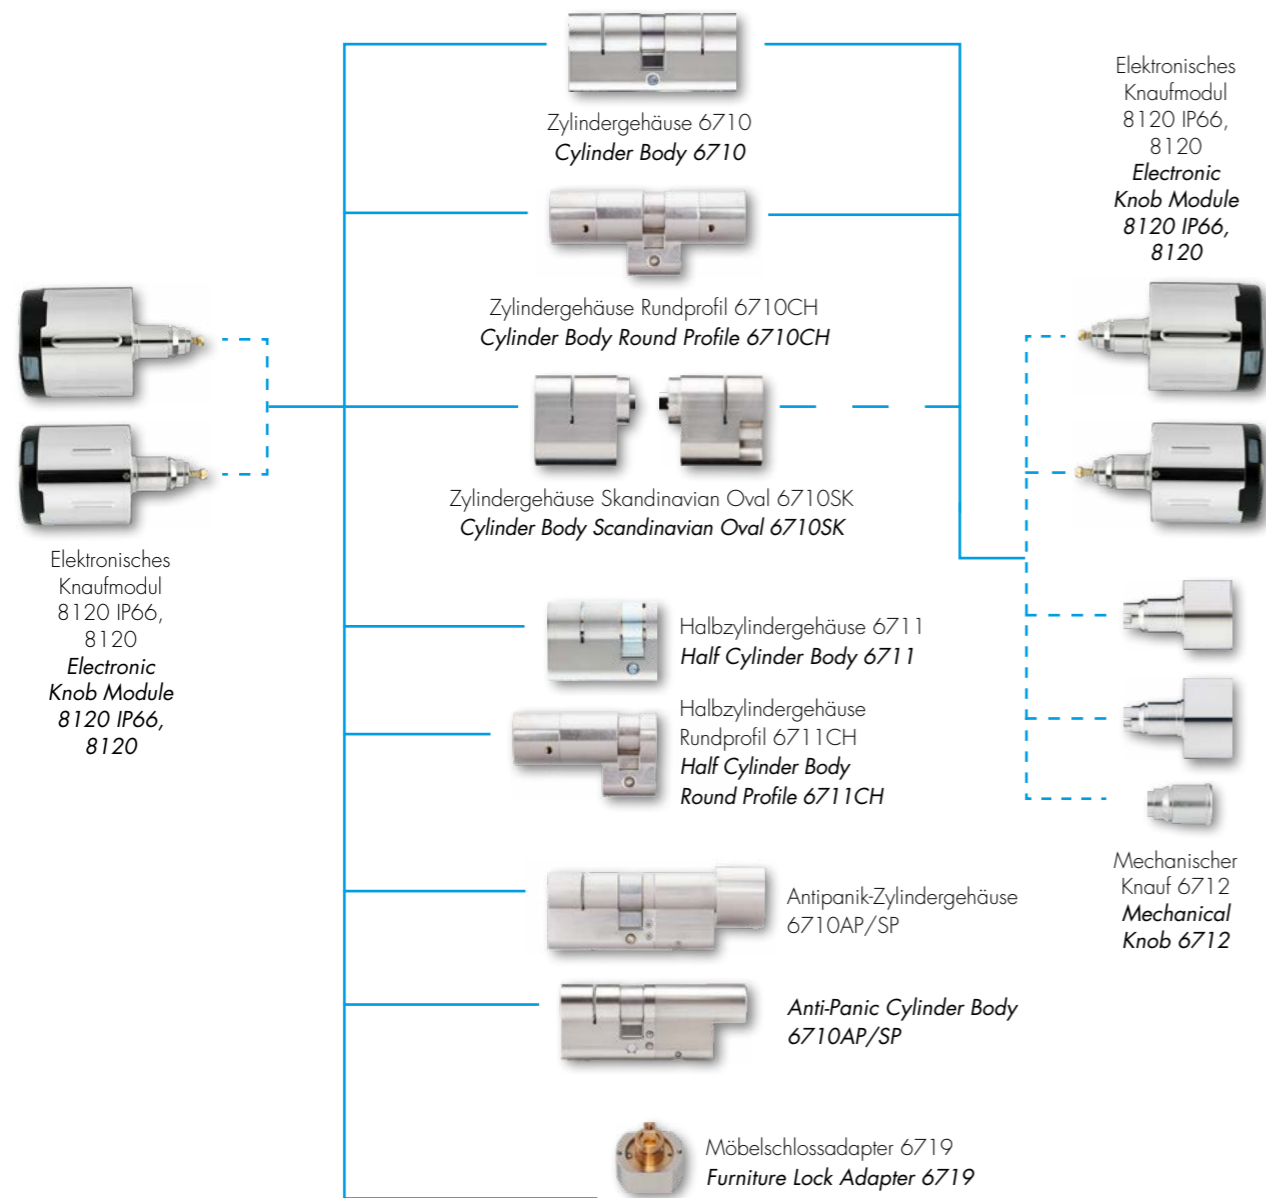 Zylindergehäuse 6710
Cylinder Body 6710
Zylindergehäuse Rundprofil 6710CH
Cylinder Body Round Profile 6710CH
Zylindergehäuse Skandinavian Oval 6710SK
Cylinder Body Scandinavian Oval 6710SK
Elektronisches
Knaufmodul
8120 IP66,
8120
Electronic
Knob Module
8120 IP66,
8120
Elektronisches
Knaufmodul
8120 IP66,
8120
Electronic
Knob Module
8120 IP66,
8120
Halbzylindergehäuse 6711
Half Cylinder Body 6711
Halbzylindergehäuse
Rundprofil 6711CH
Half Cylinder Body
Round Profile 6711CH
Mechanischer
Knauf 6712
Mechanical
Knob 6712
Antipanik-Zylindergehäuse
6710AP/SP
Anti-Panic Cylinder Body
6710AP/SP
Möbelschlossadapter 6719
Furniture Lock Adapter 6719